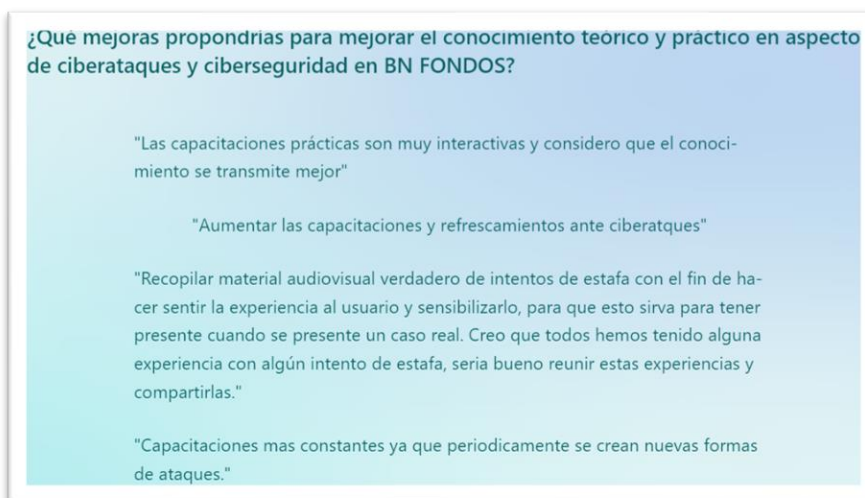 ¿Qué mejoras propondrías para mejorar el conocimiento teórico y práctico en aspecto
de ciberataques y ciberseguridad en BN FONDOS?
"Las capacitaciones prácticas son muy interactivas y considero que el conoci-
miento se transmite mejor"
"Aumentar las capacitaciones y refrescamientos ante ciberatques"
"Recopilar material audiovisual verdadero de intentos de estafa con el fin de ha-
cer sentir la experiencia al usuario y sensibilizarlo, para que esto sirva para tener
presente cuando se presente un caso real. Creo que todos hemos tenido alguna
experiencia con algún intento de estafa, seria bueno reunir estas experiencias y
compartirlas."
"Capacitaciones mas constantes ya que periodicamente se crean nuevas formas
de ataques."